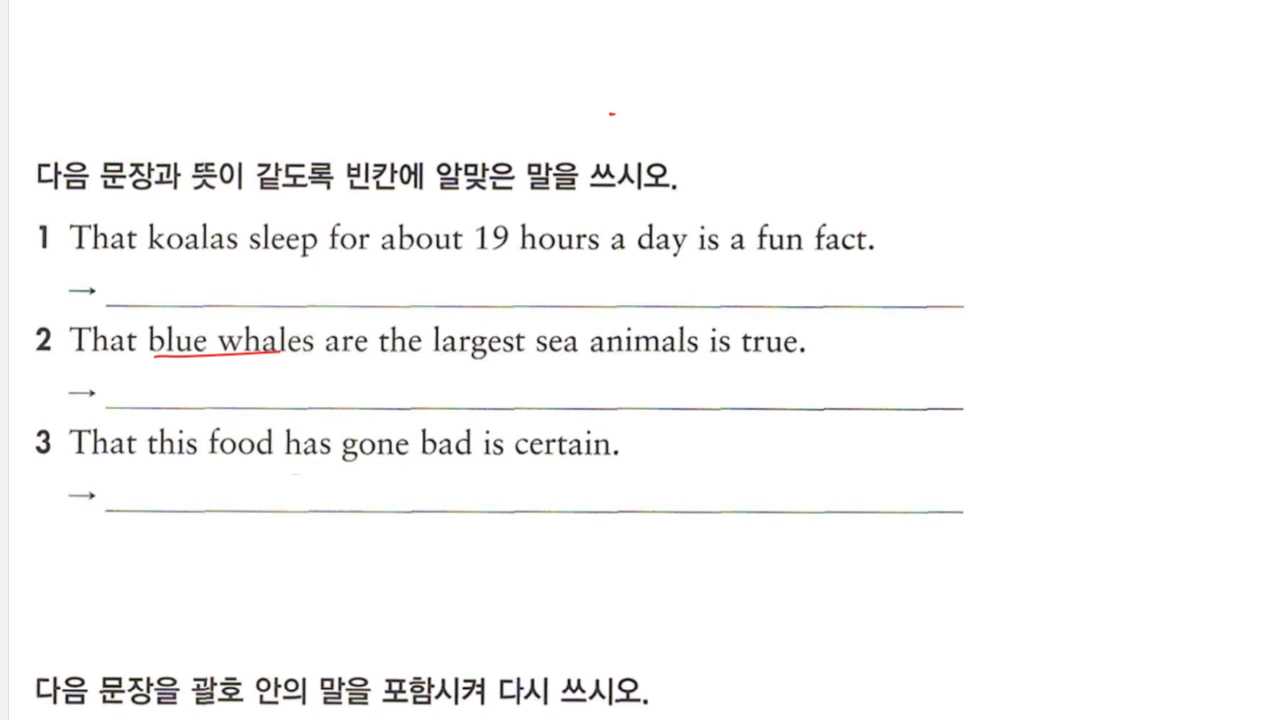 다음 문장과 뜻이 같도록 빈칸에 알맞은 말을 쓰시오.
1 That koalas sleep for about 19 hours a day is a fun fact.
→
2 That blue whales are the largest sea animals is true.
→
3 That this food has gone bad is certain.
→
다음 문장을 괄호 안의 말을 포함시켜 다시 쓰시오.